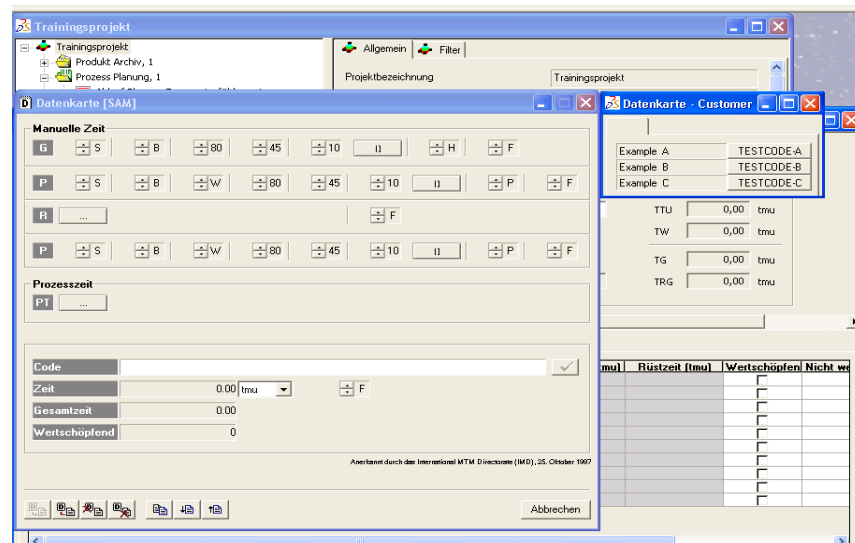 Trainingsprojekt
Trainingsprojekt
Produkt Archiv, 1
Prozess Planung, 1
Allgemein Filter
Projektbezeichnung Trainingsprojekt
Datenkarte [SAM]
Manuelle Zeit
G S B 80 45 10 [] H F
P S B W 80 45 10 [] P F
R ... F
P S B W 80 45 10 [] P F
Prozesszeit
PT ...
Code
Zeit 0.00 tmu F
Gesamtzeit 0.00
Wertschöpfend 0
Anerkannt durch das International MTM Directorate (IMD), 25. Oktober 1997
Abbrechen
Datenkarte - Customer
Example A TESTCODE-A
Example B TESTCODE-B
Example C TESTCODE-C
TTU 0,00 tmu
TW 0,00 tmu
TG 0,00 tmu
TRG 0,00 tmu
mu] Rüstzeit [tmu] Wertschöpfen Nicht we